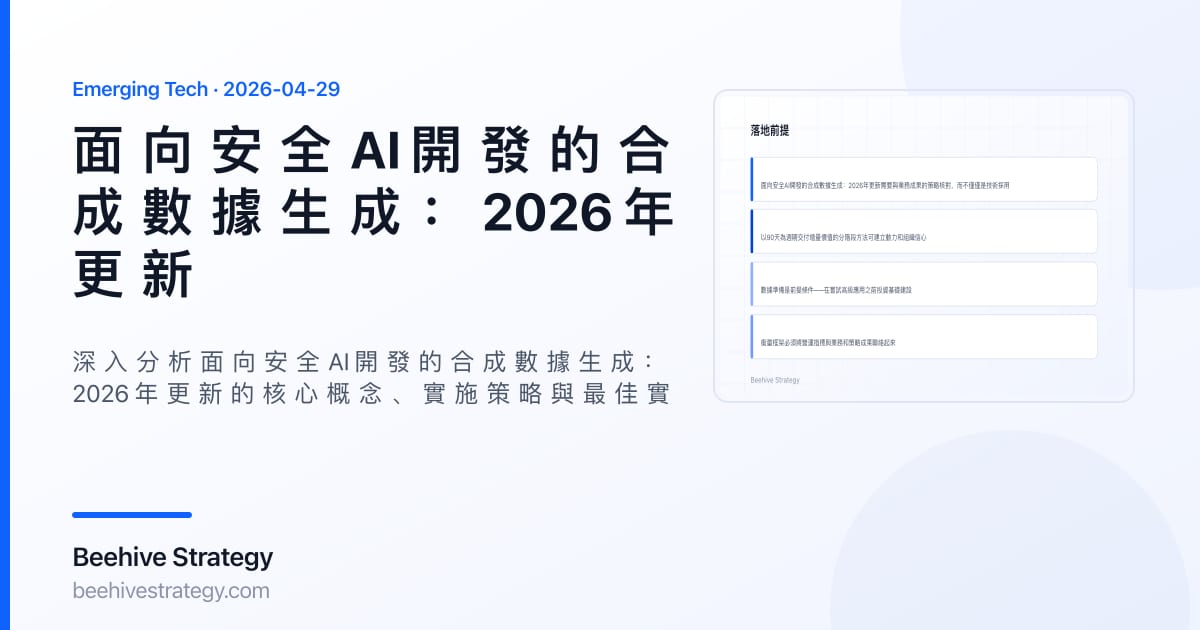 Emerging Tech · 2026-04-29
面向安全AI開發的合
成數據生成：2026年
更新
深入分析面向安全AI開發的合成數據生成：
2026年更新的核心概念、實施策略與最佳實
Beehive Strategy
beehivestrategy.com
落地前提
面向安全AI開發的合成數據生成：2026年更新需要與業務成果的策略核對，而不僅僅是技術採用
以90天為週期交付增量價值的分階段方法可建立動力和組織信心
數據準備是前提條件——在嘗試高級應用之前投資基礎建設
衡量框架必須將營運指標與業務和策略成果聯絡起來
Beehive Strategy